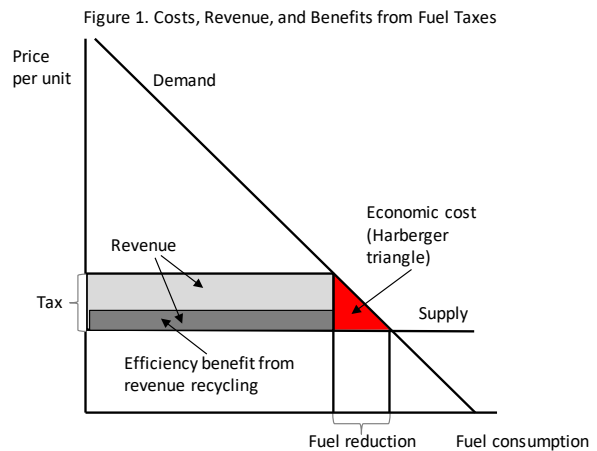 Figure 1. Costs, Revenue, and Benefits from Fuel Taxes
Price
per unit
Demand
Economic cost
(Harberger
triangle)
Revenue
Tax
Supply
Efficiency benefit from
revenue recycling
Fuel reduction
Fuel consumption